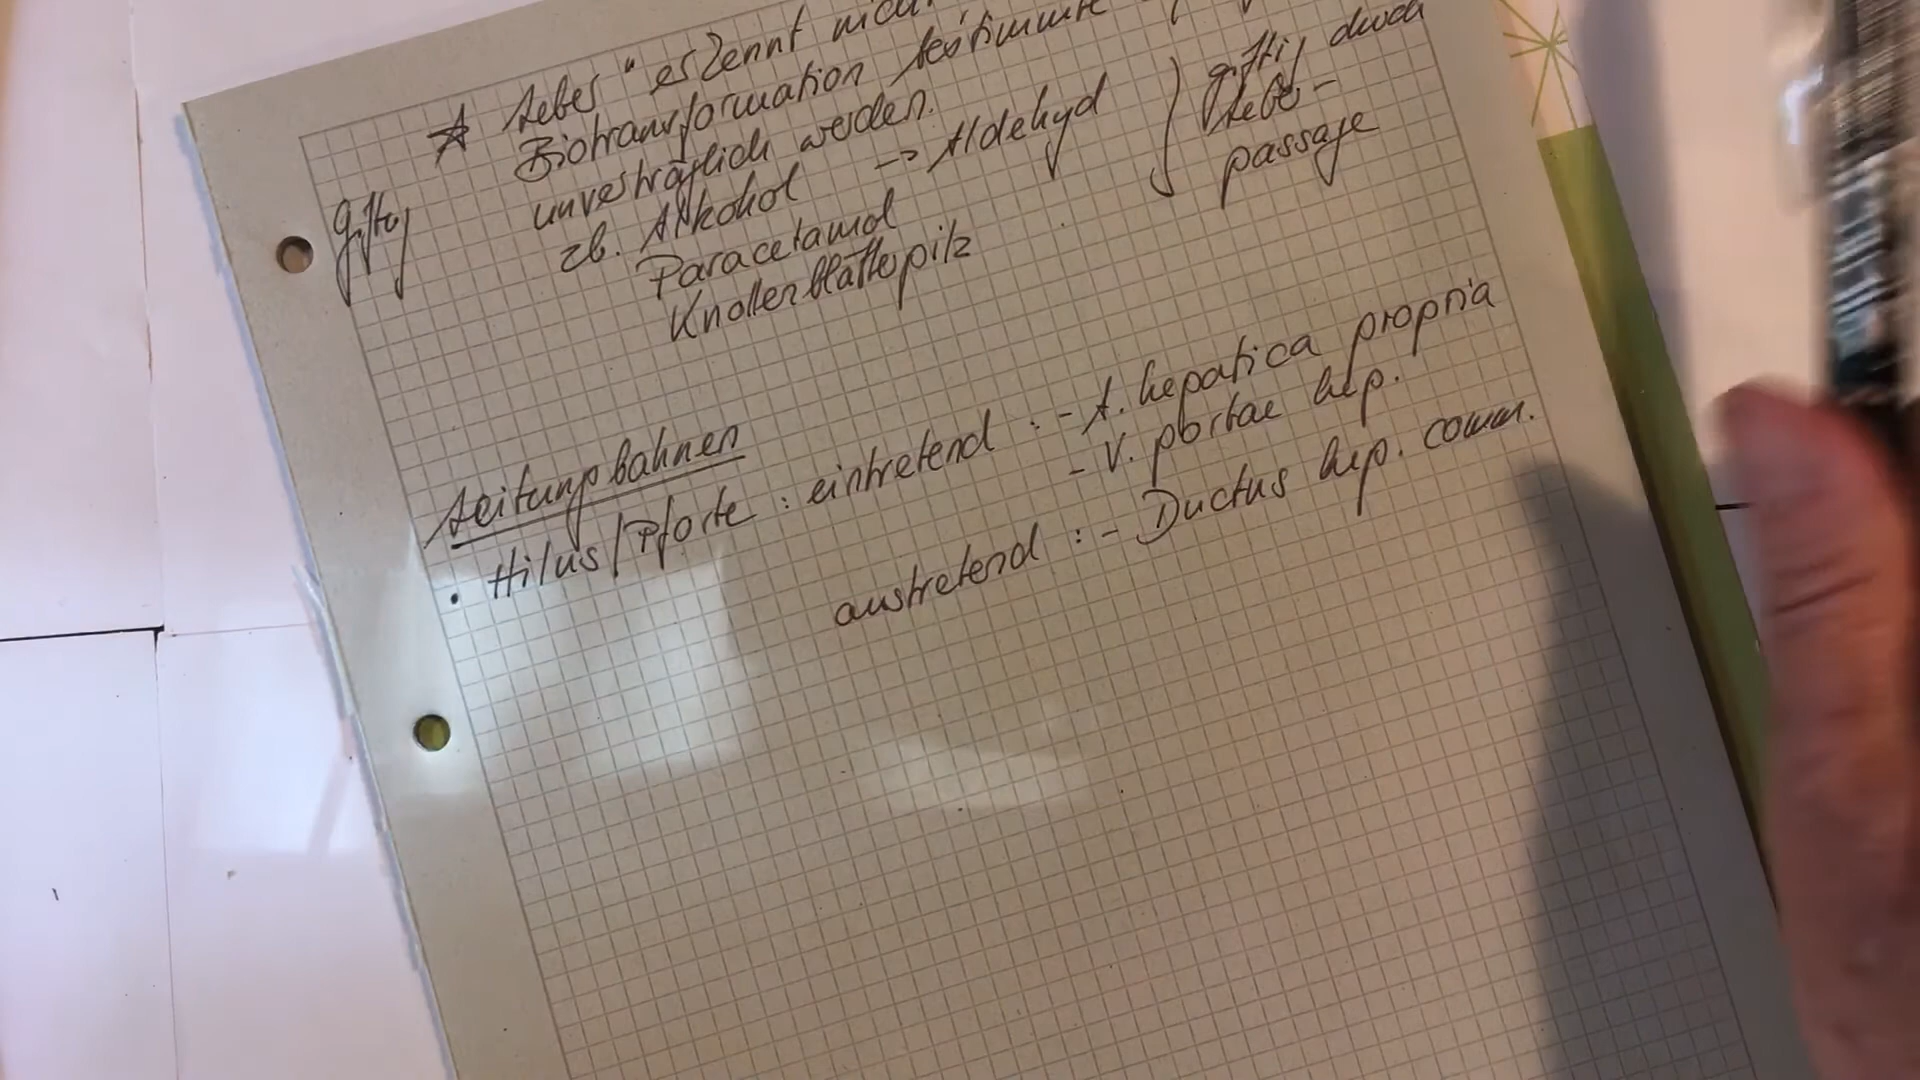 * Leber "erkennt nicht
Biotransformation bestimmte
unverträglich werden.
giftig
zb. Alkohol -> Aldehyd
Paracetamol
Knollenblätterpilz
giftig durch
Leber-
passage
Leitungsbahnen
• Hilus/Pforte : eintretend : - A. hepatica propria
- V. portae hep.
austretend : - Ductus hep. comm.